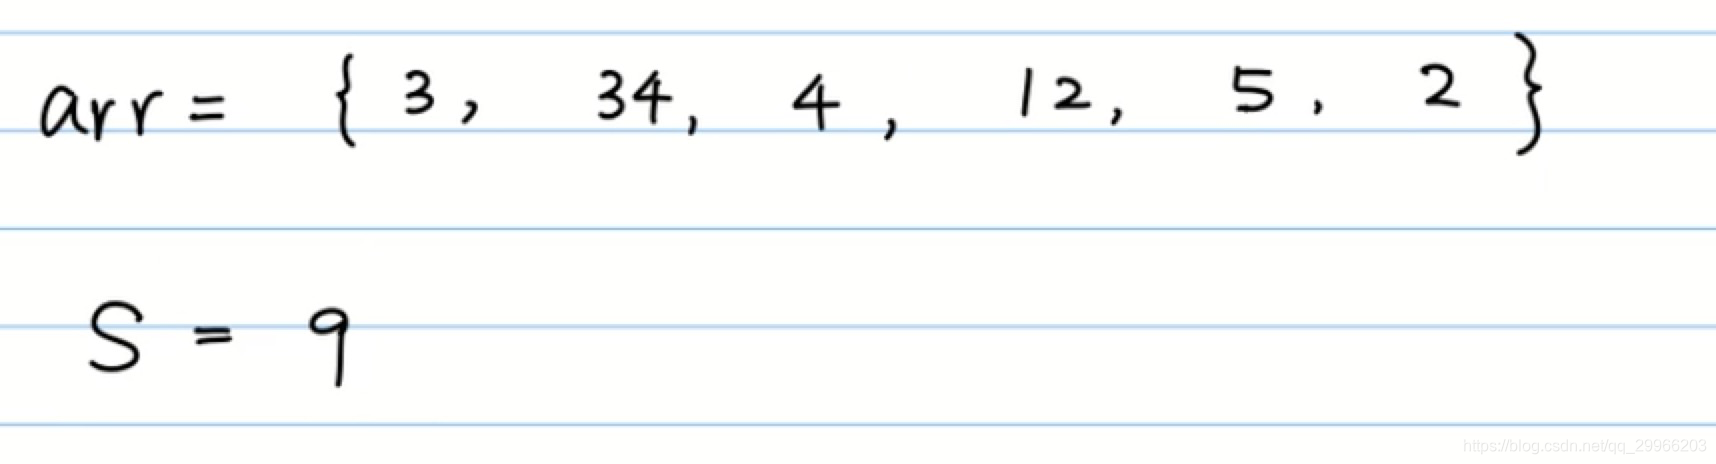 arr = { 3, 34, 4, 12, 5, 2 }
S = 9
https://blog.csdn.net/qq_29966203